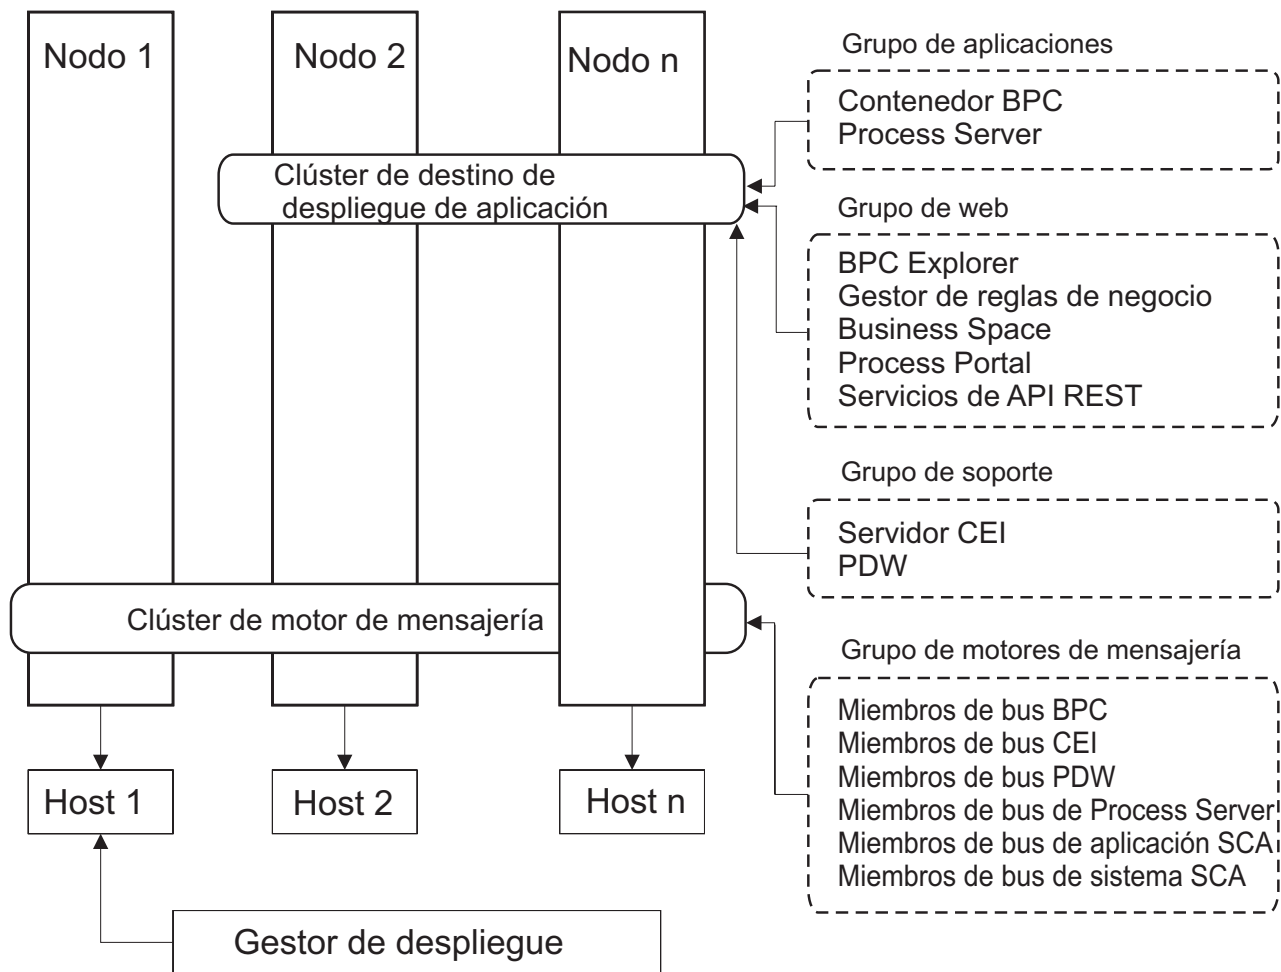 Nodo 1
Nodo 2
Nodo n
Clúster de destino de
despliegue de aplicación
Clúster de motor de mensajería
Host 1
Host 2
Host n
Gestor de despliegue
Grupo de aplicaciones
Contenedor BPC
Process Server
Grupo de web
BPC Explorer
Gestor de reglas de negocio
Business Space
Process Portal
Servicios de API REST
Grupo de soporte
Servidor CEI
PDW
Grupo de motores de mensajería
Miembros de bus BPC
Miembros de bus CEI
Miembros de bus PDW
Miembros de bus de Process Server
Miembros de bus de aplicación SCA
Miembros de bus de sistema SCA